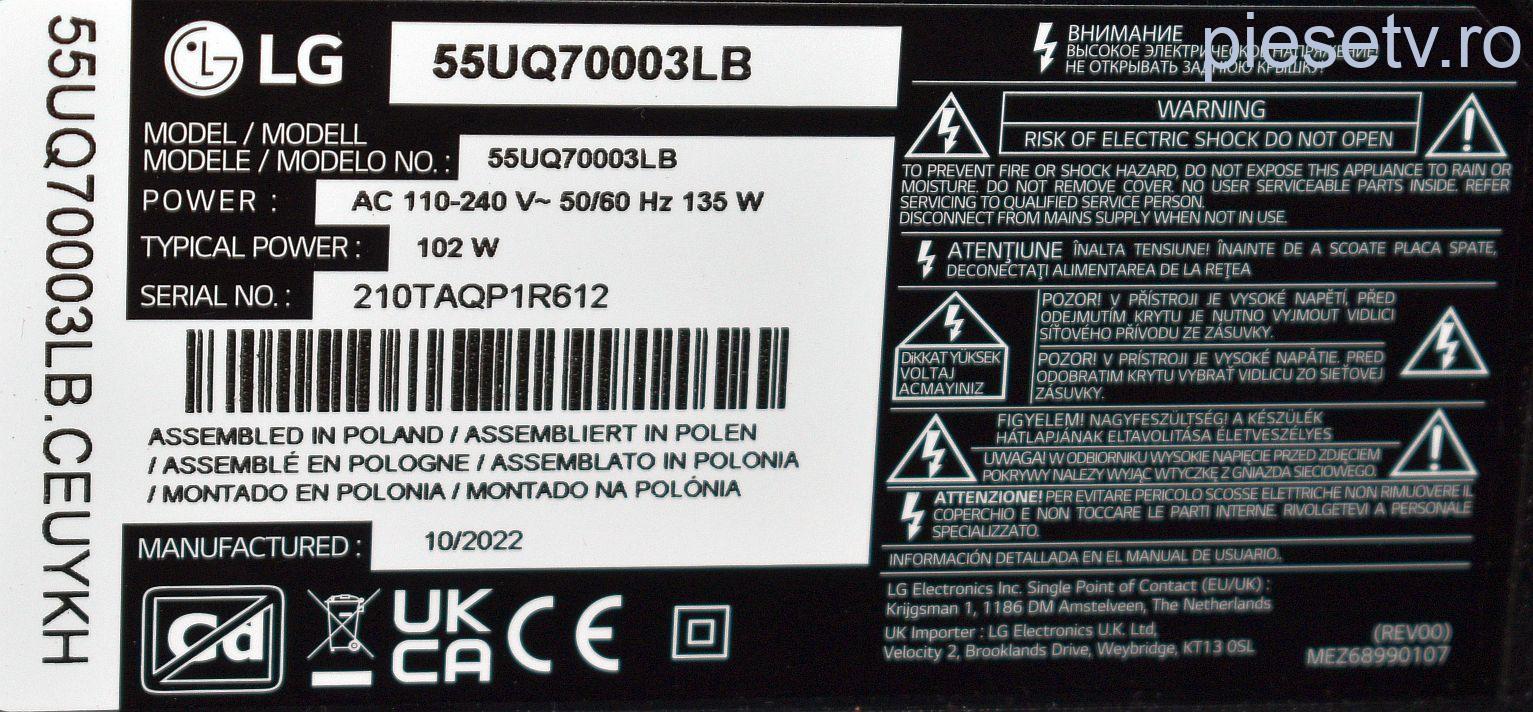 55UQ70003LB.CEUYKH
LG
55UQ70003LB
MODEL / MODELL
MODELE / MODELO NO. : 55UQ70003LB
POWER : AC 110-240 V~ 50/60 Hz 135 W
TYPICAL POWER : 102 W
SERIAL NO. : 210TAQP1R612
ASSEMBLED IN POLAND / ASSEMBLIERT IN POLEN
/ ASSEMBLÉ EN POLOGNE / ASSEMBLATO IN POLONIA
/ MONTADO EN POLONIA / MONTADO NA POLÓNIA
MANUFACTURED : 10/2022
Cd
UK
CA
CE
piesetv.ro
ВНИМАНИЕ
ВЫСОКОЕ ЭЛЕКТРИЧЕСКОЕ НАПРЯЖЕНИЕ!
НЕ ОТКРЫВАТЬ ЗАДНЮЮ КРЫШКУ!
WARNING
RISK OF ELECTRIC SHOCK DO NOT OPEN
TO PREVENT FIRE OR SHOCK HAZARD, DO NOT EXPOSE THIS APPLIANCE TO RAIN OR
MOISTURE. DO NOT REMOVE COVER. NO USER SERVICEABLE PARTS INSIDE. REFER
SERVICING TO QUALIFIED SERVICE PERSON.
DISCONNECT FROM MAINS SUPPLY WHEN NOT IN USE.
ATENŢIUNE ÎNALTA TENSIUNE! ÎNAINTE DE A SCOATE PLACA SPATE,
DECONECTAŢI ALIMENTAREA DE LA REŢEA
DiKKAT YÜKSEK
VOLTAJ
ACMAYINIZ
POZOR! V PŘÍSTROJI JE VYSOKÉ NAPĚTÍ, PŘED
ODEJMUTÍM KRYTU JE NUTNO VYJMOUT VIDLICI
SÍŤOVÉHO PŘÍVODU ZE ZÁSUVKY.
POZOR! V PRÍSTROJI JE VYSOKÉ NAPÄTIE. PRED
ODOBRATIM KRYTU VYBRAŤ VIDLICU ZO SIEŤOVEJ
ZÁSUVKY.
FIGYELEM! NAGYFESZÜLTSÉG! A KÉSZÜLÉK
HÁTLAPJÁNAK ELTAVOLITÁSA ÉLETVESZÉLYES
UWAGA! W ODBIORNIKU WYSOKIE NAPIĘCIE PRZED ZDJĘCIEM
POKRYWY NALEZY WYJĄC WTYCZKĘ Z GNIAZDA SIECIOWEGO.
ATTENZIONE! PER EVITARE PERICOLO SCOSSE ELETTRICHE NON RIMUOVERE IL
COPERCHIO E NON TOCCARE LE PARTI INTERNE. RIVOLGETEVI A PERSONALE
SPECIALIZZATO.
INFORMACIÓN DETALLADA EN EL MANUAL DE USUARIO.
LG Electronics Inc. Single Point of Contact (EU/UK) :
Krijgsman 1, 1186 DM Amstelveen, The Netherlands
UK Importer : LG Electronics U.K. Ltd,
Velocity 2, Brooklands Drive, Weybridge, KT13 0SL
(REV00)
MEZ68990107